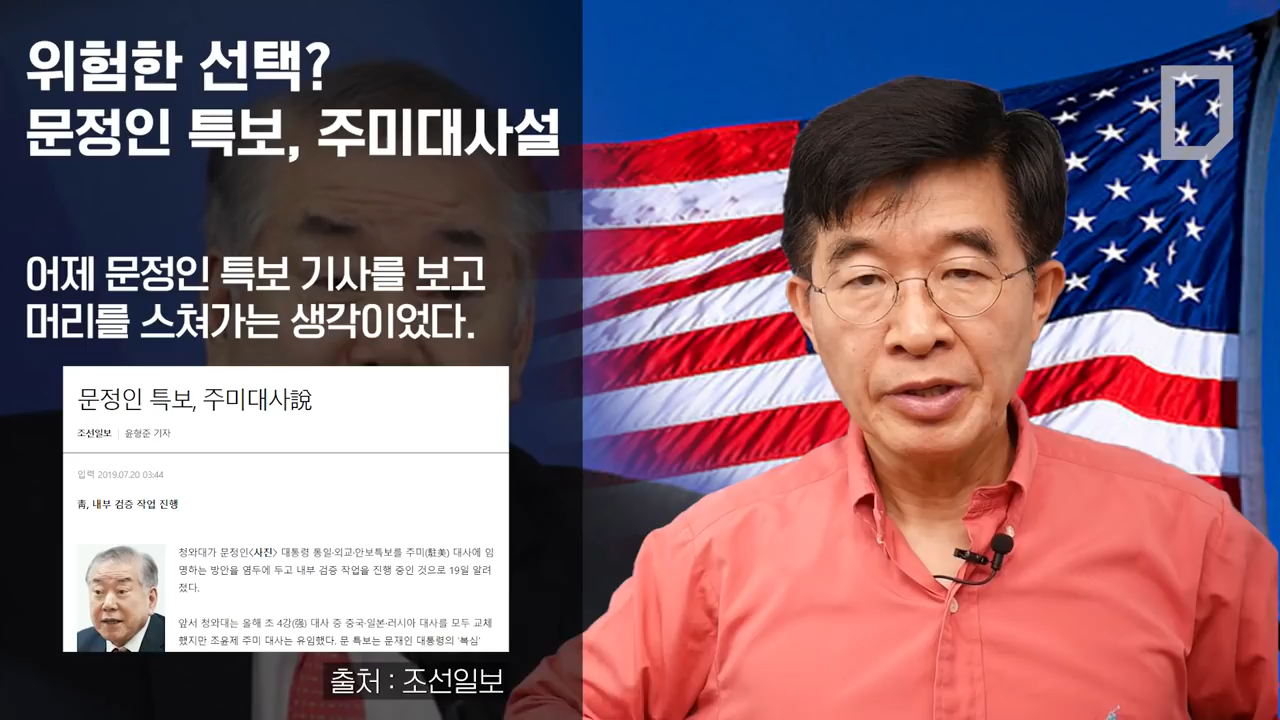 위험한 선택?
문정인 특보, 주미대사설
어제 문정인 특보 기사를 보고
머리를 스쳐가는 생각이었다.
문정인 특보, 주미대사說
조선일보 | 윤형준 기자
입력 2019.07.20 03:44
靑, 내부 검증 작업 진행
청와대가 문정인<사진> 대통령 통일·외교·안보특보를 주미(駐美) 대사에 임
명하는 방안을 염두에 두고 내부 검증 작업을 진행 중인 것으로 19일 알려
졌다.
앞서 청와대는 올해 초 4강(強) 대사 중 중국·일본·러시아 대사를 모두 교체
했지만 조윤제 주미 대사는 유임했다. 문 특보는 문재인 대통령의 '복심'
출처 : 조선일보